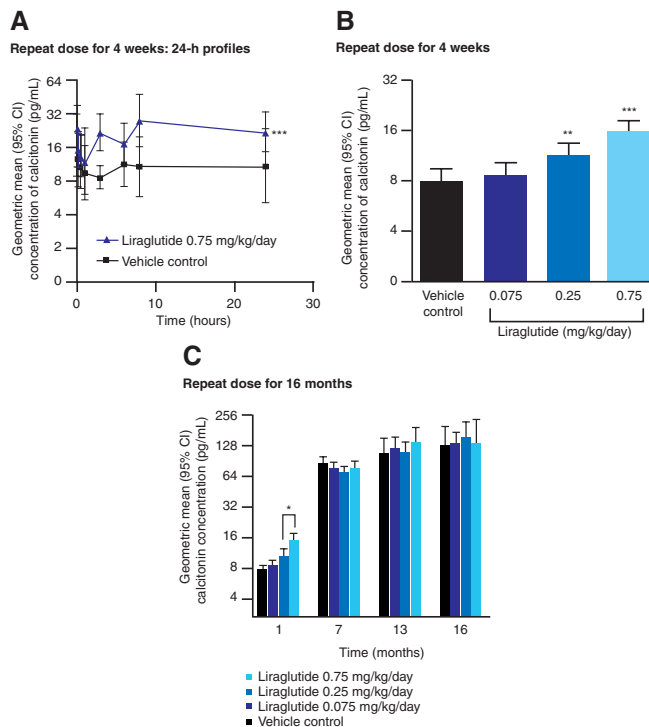 A
Repeat dose for 4 weeks: 24-h profiles
Geometric mean (95% CI)
concentration of calcitonin (pg/mL)
64
32
16
8
4
0
***
Liraglutide 0.75 mg/kg/day
Vehicle control
0
10
20
30
Time (hours)
B
Repeat dose for 4 weeks
Geometric mean (95% CI)
concentration of calcitonin (pg/mL)
32
16
8
4
0
**
***
Vehicle
control
0.075
0.25
0.75
Liraglutide (mg/kg/day)
C
Repeat dose for 16 months
Geometric mean (95% CI)
calcitonin concentration (pg/mL)
256
128
64
32
16
8
4
*
1
7
13
16
Time (months)
Liraglutide 0.75 mg/kg/day
Liraglutide 0.25 mg/kg/day
Liraglutide 0.075 mg/kg/day
Vehicle control